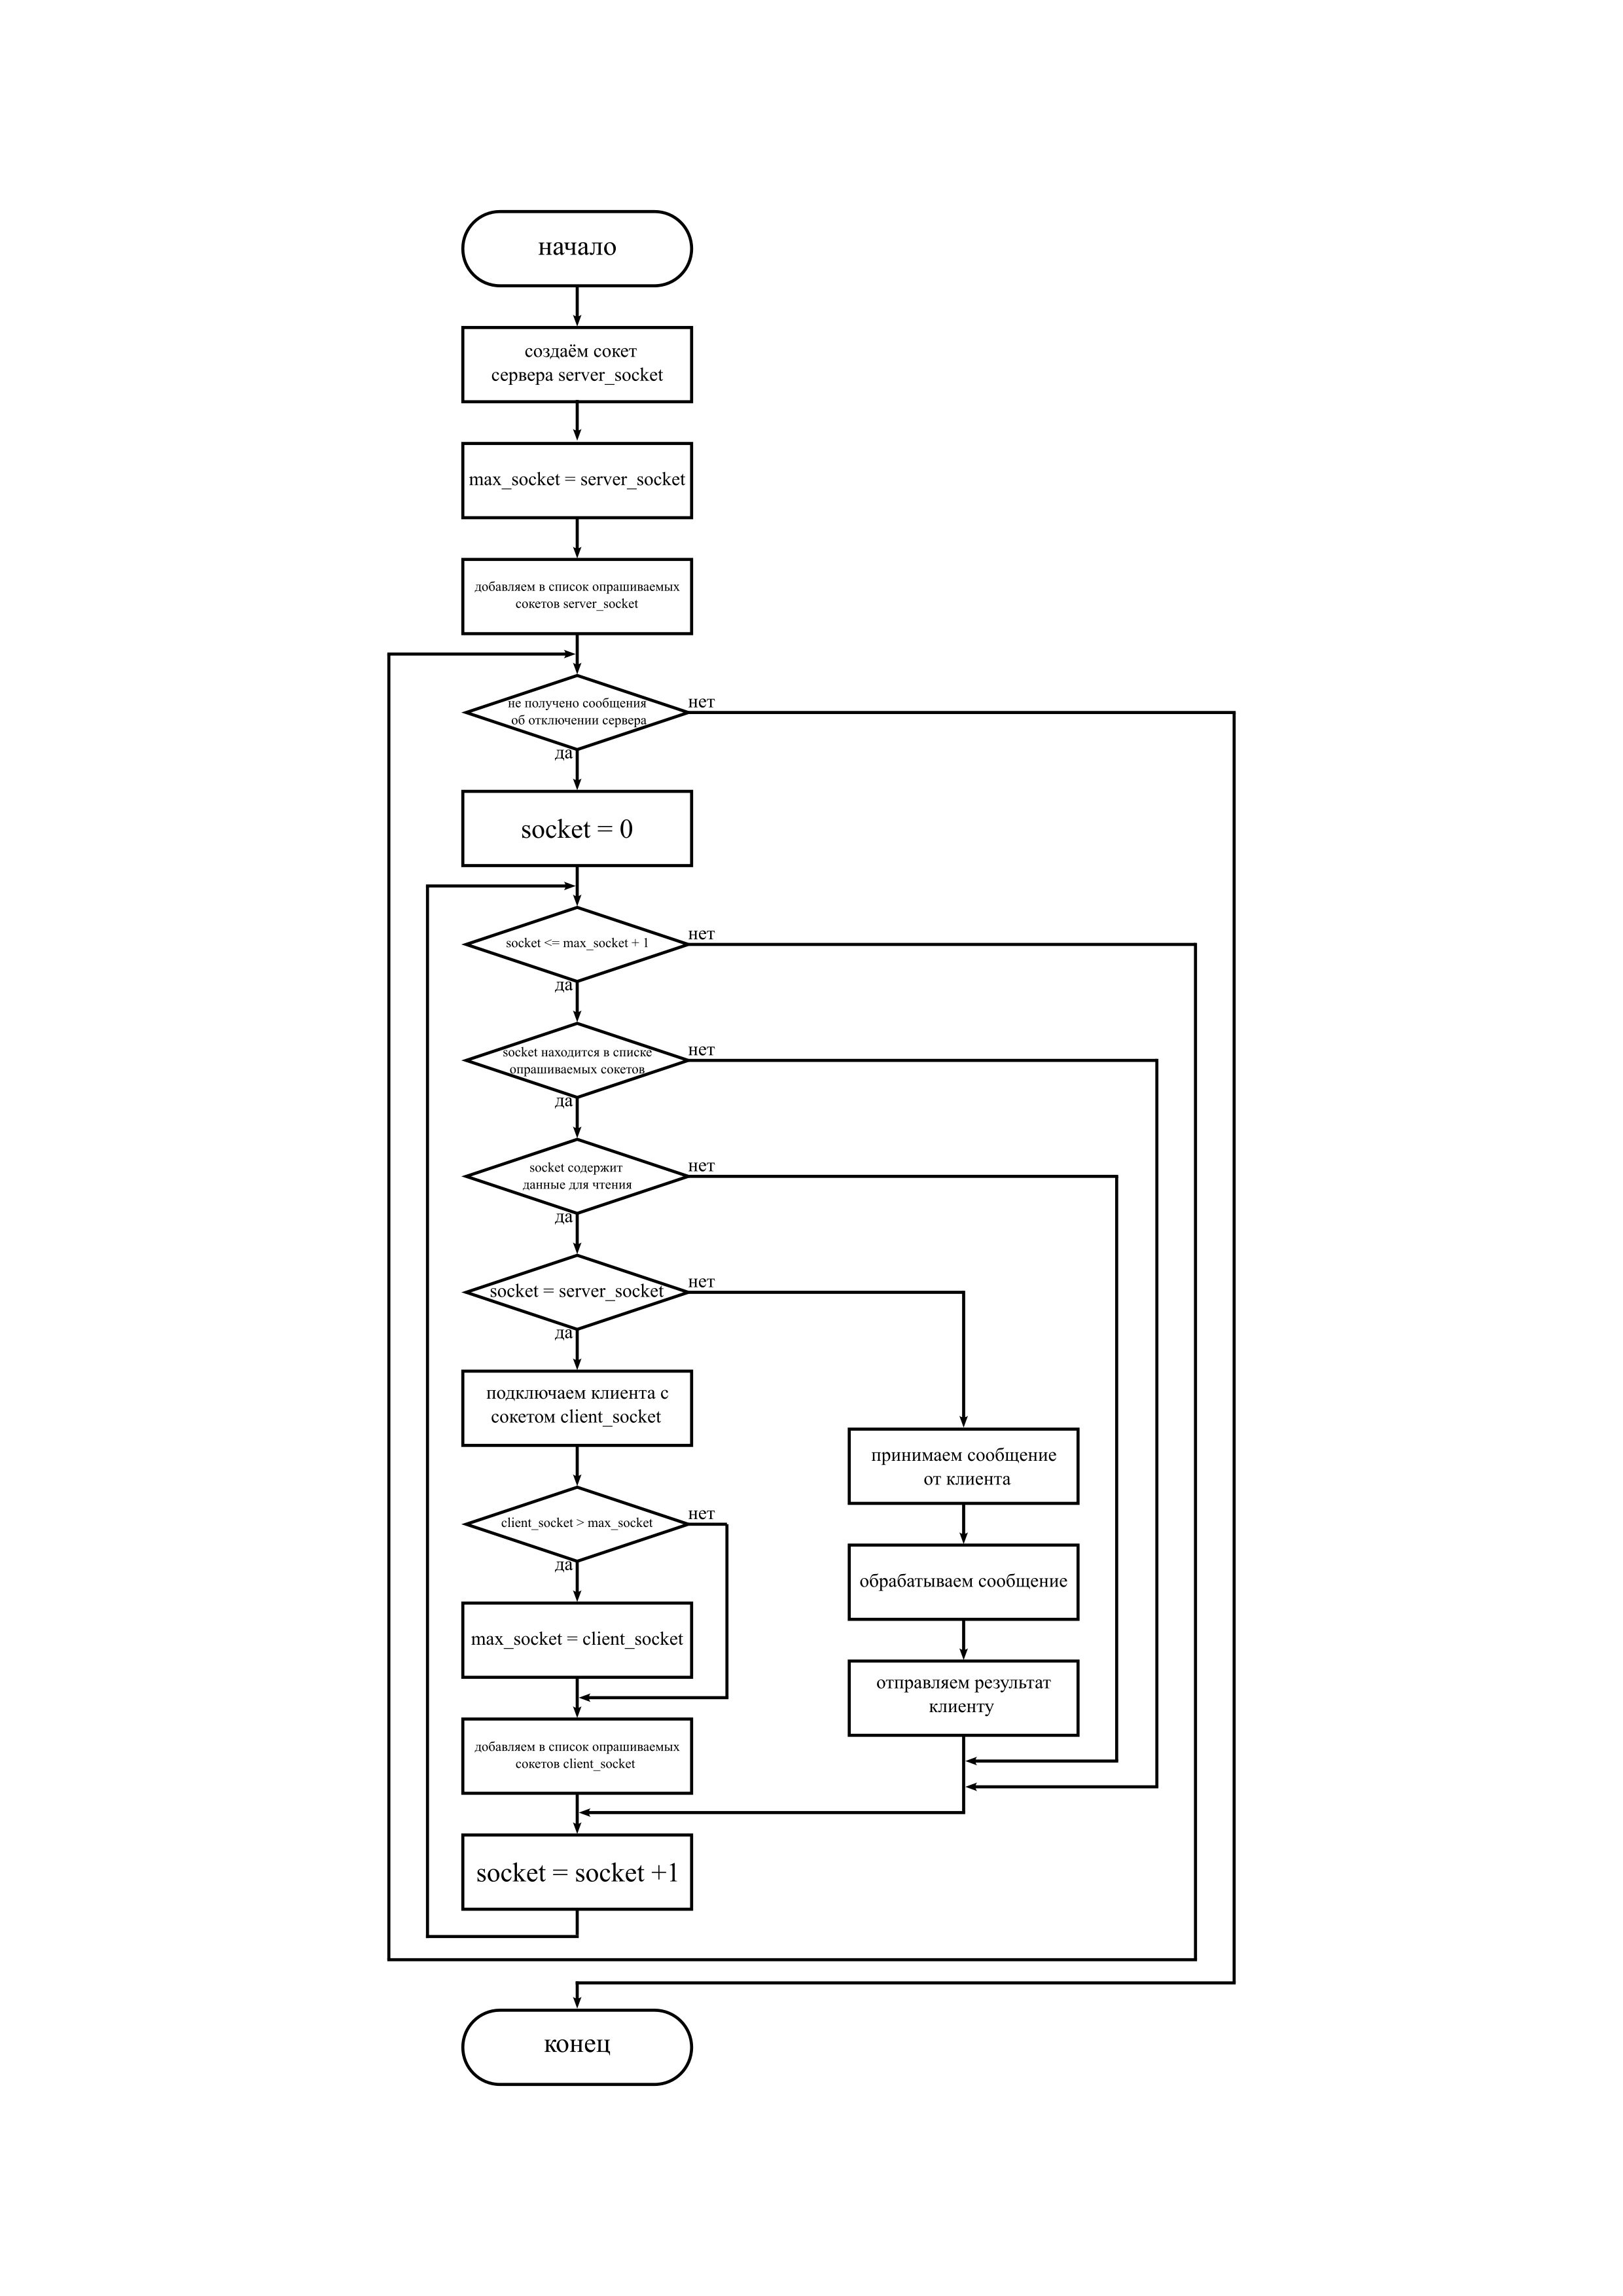 начало
создаём сокет
сервера server_socket
max_socket = server_socket
добавляем в список опрашиваемых
сокетов server_socket
не получено сообщения
об отключении сервера
нет
да
socket = 0
socket <= max_socket + 1
нет
да
socket находится в списке
опрашиваемых сокетов
нет
да
socket содержит
данные для чтения
нет
да
socket = server_socket
нет
да
подключаем клиента с
сокетом client_socket
client_socket > max_socket
нет
да
max_socket = client_socket
добавляем в список опрашиваемых
сокетов client_socket
принимаем сообщение
от клиента
обрабатываем сообщение
отправляем результат
клиенту
socket = socket +1
конец